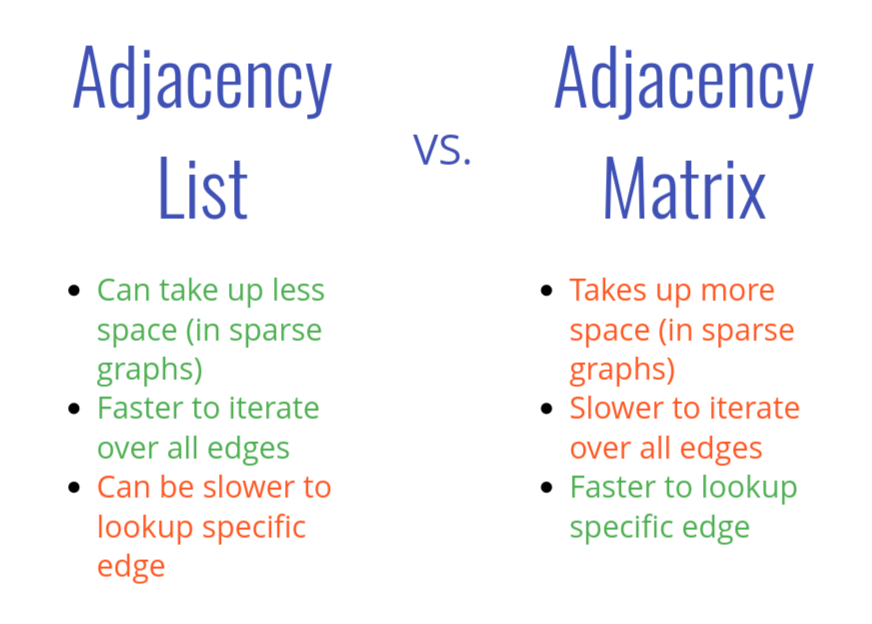 Adjacency
List
vs.
Adjacency
Matrix
• Can take up less
space (in sparse
graphs)
• Faster to iterate
over all edges
• Can be slower to
lookup specific
edge
• Takes up more
space (in sparse
graphs)
• Slower to iterate
over all edges
• Faster to lookup
specific edge